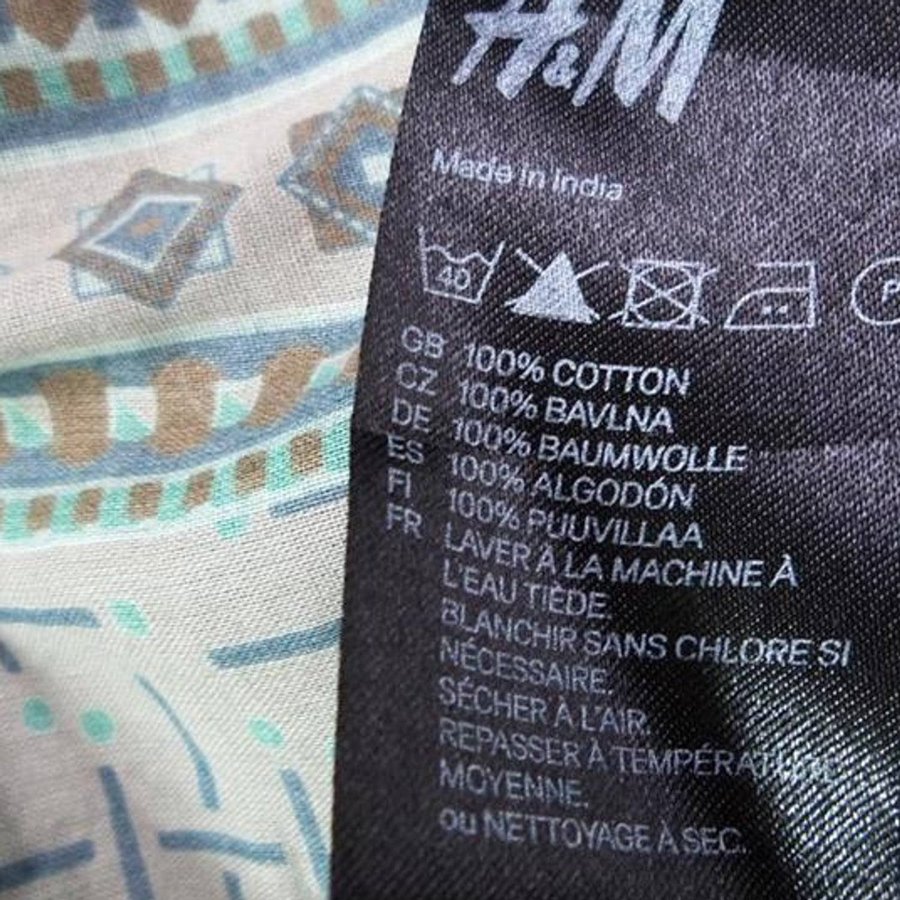 H&M
Made in India
40 P
GB 100% COTTON
CZ 100% BAVLNA
DE 100% BAUMWOLLE
ES 100% ALGODÓN
FI 100% PUUVILLAA
FR LAVER À LA MACHINE À
L'EAU TIÈDE.
BLANCHIR SANS CHLORE SI
NÉCESSAIRE.
SÉCHER À L'AIR.
REPASSER À TEMPÉRATURE
MOYENNE.
ou NETTOYAGE À SEC.